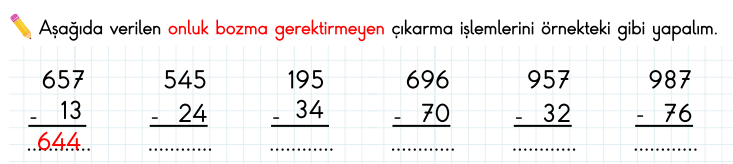 Aşağıda verilen onluk bozma gerektirmeyen çıkarma işlemlerini örnekteki gibi yapalım.
657 545 195 696 957 987
- 13 - 24 - 34 - 70 - 32 - 76
644 ........... ........... ........... ........... ...........